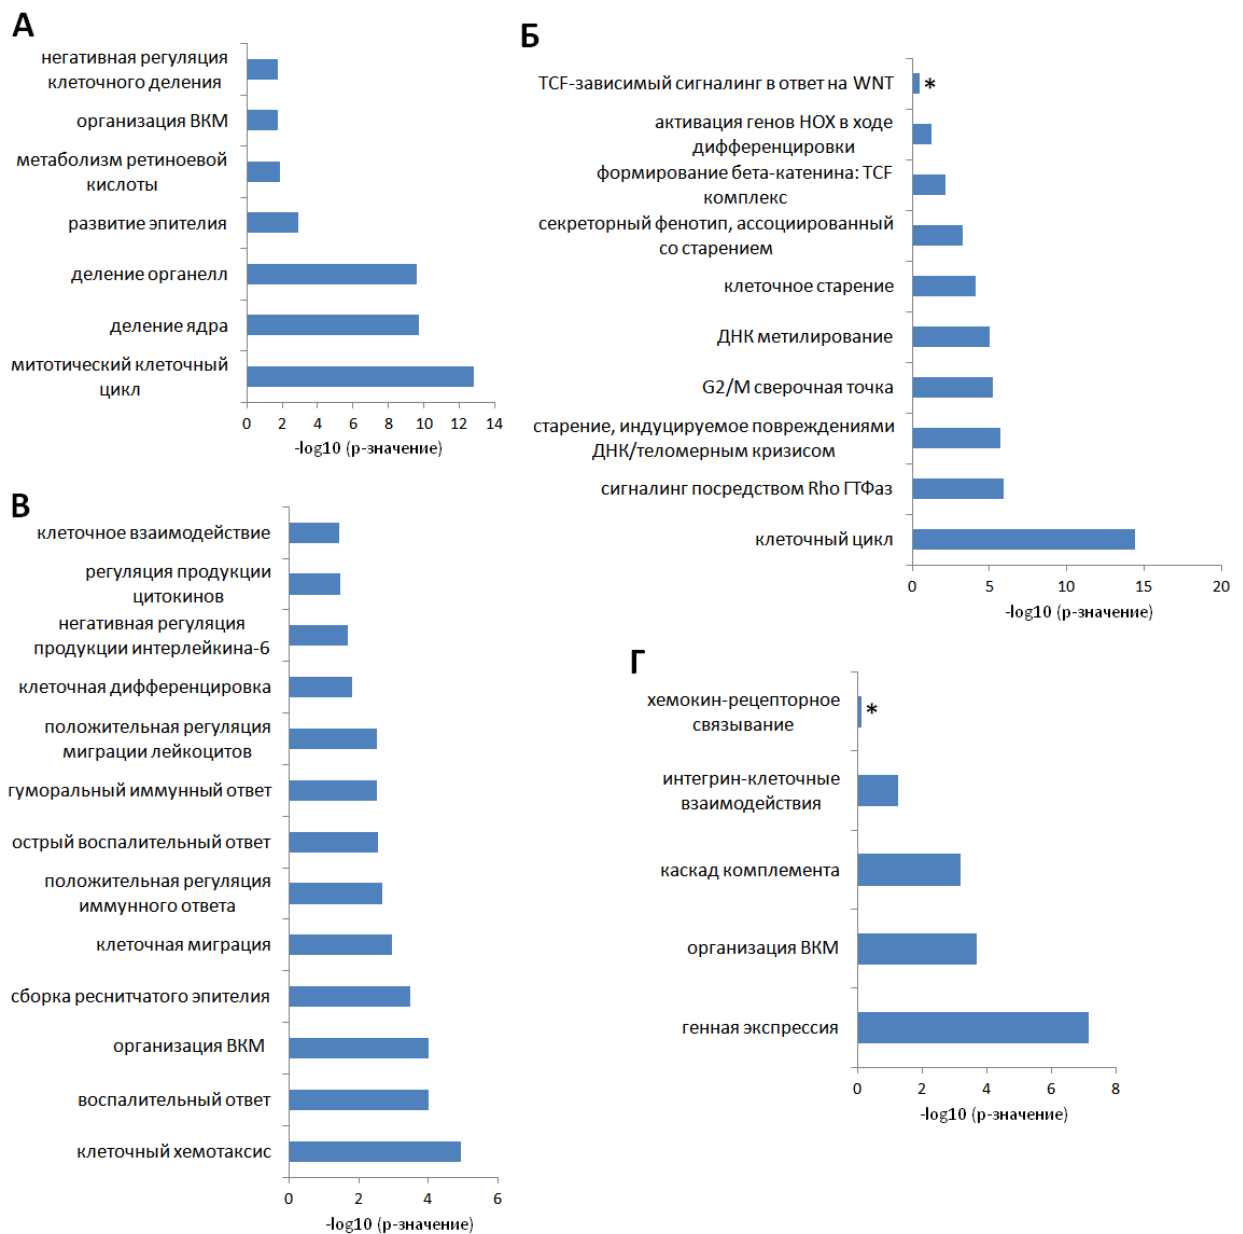 А
негативная регуляция
клеточного деления
организация ВКМ
метаболизм ретиноевой
кислоты
развитие эпителия
деление органелл
деление ядра
митотический клеточный
цикл
0 2 4 6 8 10 12 14
-log10 (р-значение)
Б
TCF-зависимый сигналинг в ответ на WNT
*
активация генов HOX в ходе
дифференцировки
формирование бета-катенина: TCF
комплекс
секреторный фенотип, ассоциированный
со старением
клеточное старение
ДНК метилирование
G2/M сверочная точка
старение, индуцируемое повреждениями
ДНК/теломерным кризисом
сигналинг посредством Rho ГТФаз
клеточный цикл
0 5 10 15 20
-log10 (р-значение)
В
клеточное взаимодействие
регуляция продукции
цитокинов
негативная регуляция
продукции интерлейкина-6
клеточная дифференцировка
положительная регуляция
миграции лейкоцитов
гуморальный иммунный ответ
острый воспалительный ответ
положительная регуляция
иммунного ответа
клеточная миграция
сборка реснитчатого эпителия
организация ВКМ
воспалительный ответ
клеточный хемотаксис
0 2 4 6
-log10 (р-значение)
Г
хемокин-рецепторное
связывание
*
интегрин-клеточные
взаимодействия
каскад комплемента
организация ВКМ
генная экспрессия
0 2 4 6 8
-log10 (р-значение)